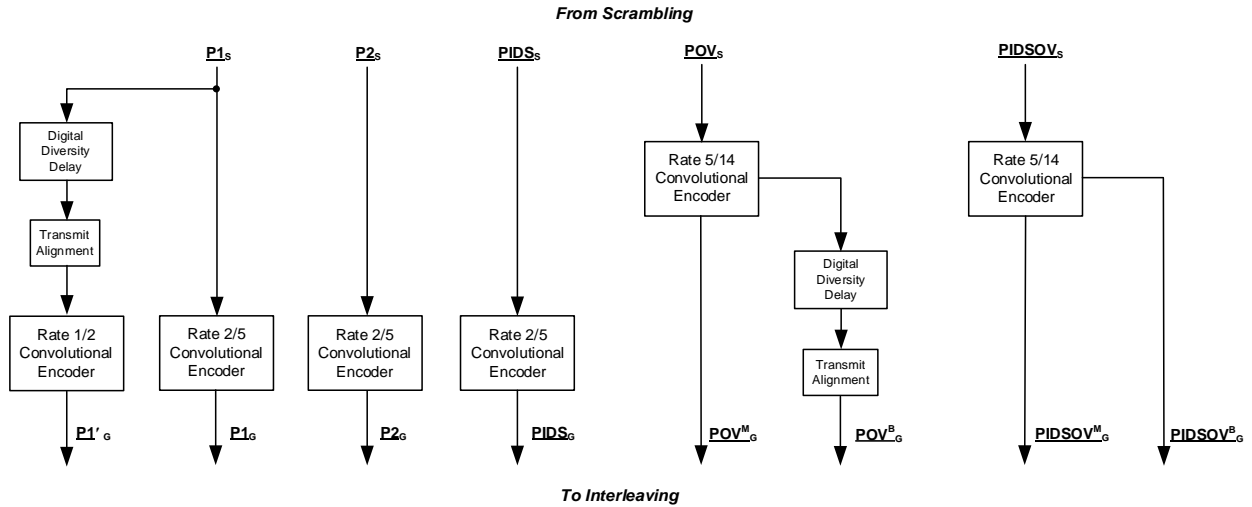 From Scrambling
P1S
P2S
PIDSS
POVS
PIDSOVS
Digital
Diversity
Delay
Transmit
Alignment
Rate 5/14
Convolutional
Encoder
Rate 5/14
Convolutional
Encoder
Digital
Diversity
Delay
Transmit
Alignment
Rate 1/2
Convolutional
Encoder
Rate 2/5
Convolutional
Encoder
Rate 2/5
Convolutional
Encoder
Rate 2/5
Convolutional
Encoder
P1′ G
P1G
P2G
PIDSG
POVMG
POVBG
PIDSOVMG
PIDSOVBG
To Interleaving